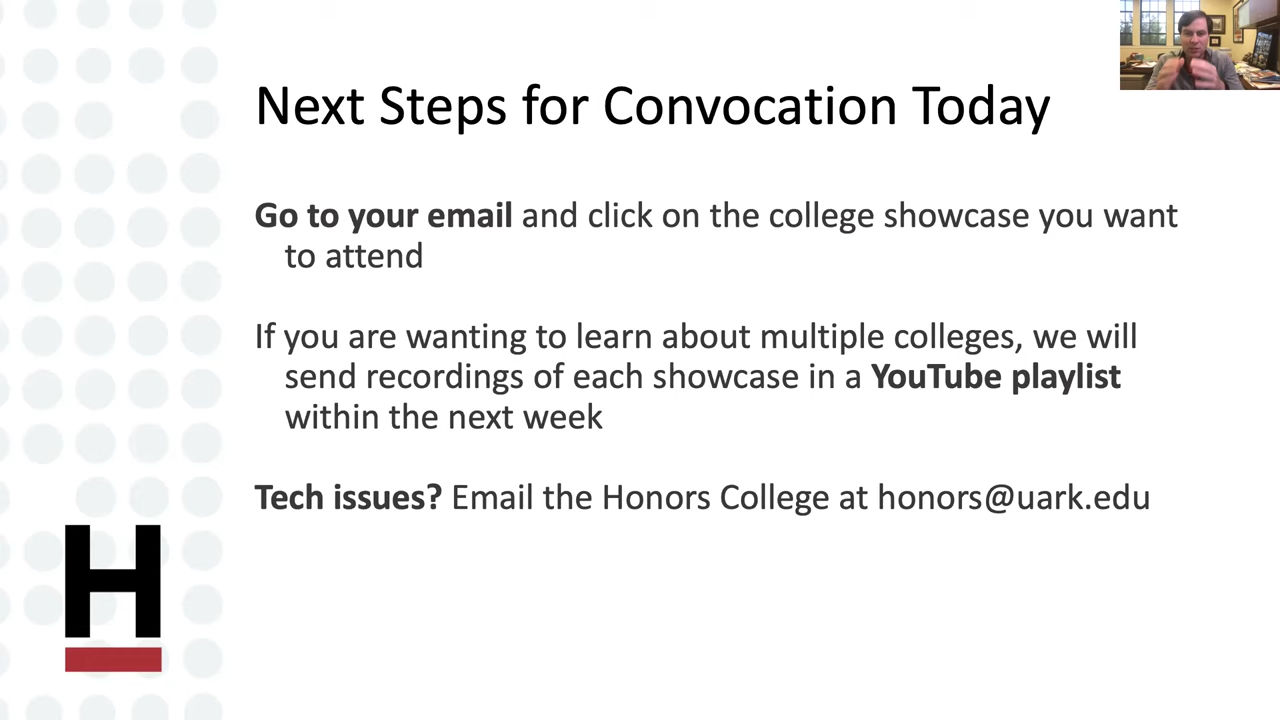 Next Steps for Convocation Today
Go to your email and click on the college showcase you want
to attend
If you are wanting to learn about multiple colleges, we will
send recordings of each showcase in a YouTube playlist
within the next week
Tech issues? Email the Honors College at honors@uark.edu
H